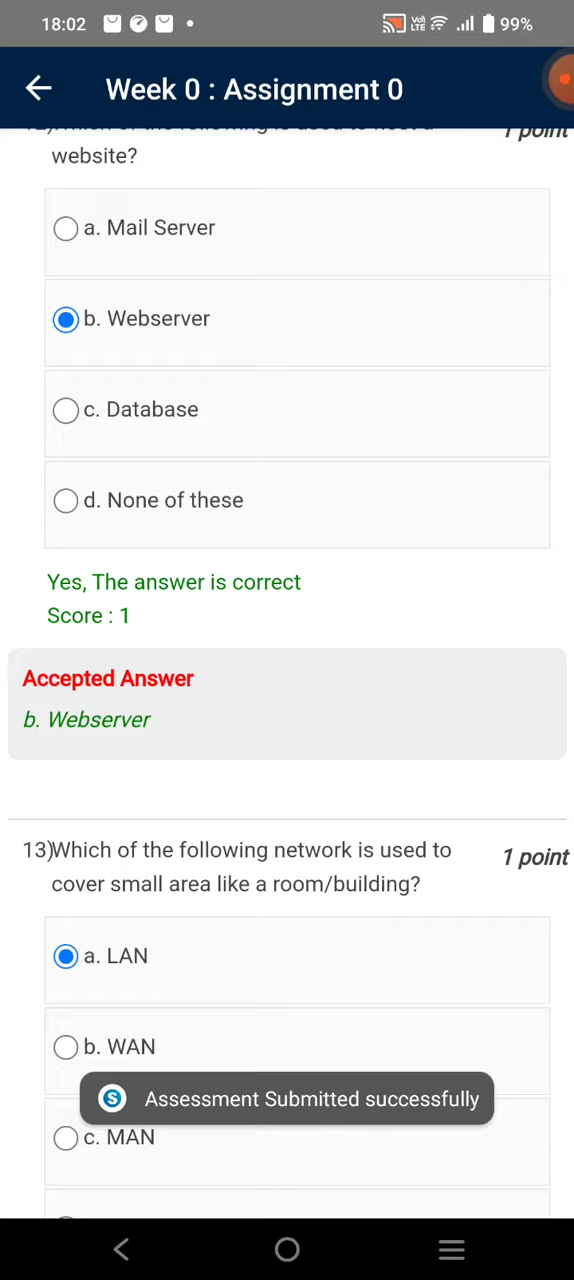 18:02
Vo)
LTE
99%
Week 0 : Assignment 0
1 point
website?
a. Mail Server
b. Webserver
c. Database
d. None of these
Yes, The answer is correct
Score : 1
Accepted Answer
b. Webserver
13)Which of the following network is used to
1 point
cover small area like a room/building?
a. LAN
b. WAN
S Assessment Submitted successfully
c. MAN